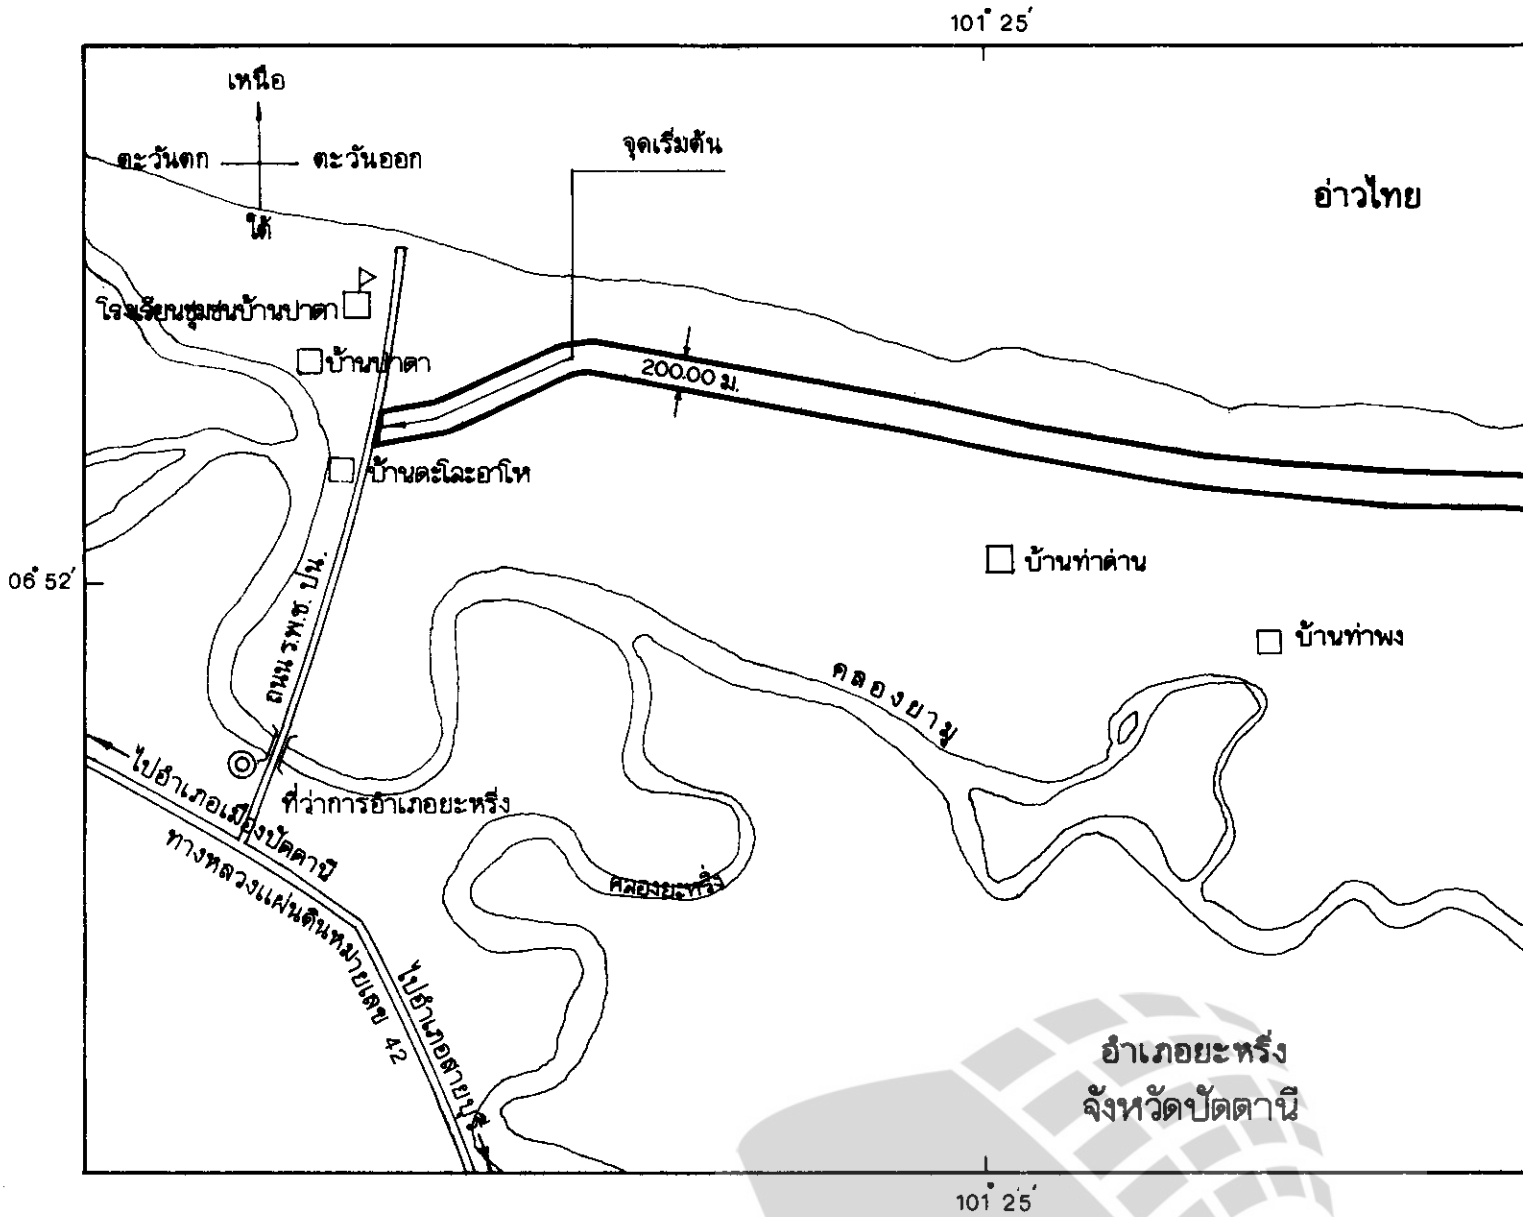 101° 25′
เหนือ
จุดเริ่มต้น
ตะวันตก
ตะวันออก
อ่าวไทย
ใต้
โรงเรียนชุมชนบ้านปาตา
บ้านปาตา
200.00 ม.
บ้านตะโละอาโห
บ้านท่าด่าน
06° 52′
ถนน ร.พ.ช. ปน.
บ้านท่าพง
คลองยามู
ไปอำเภอเมืองปัตตานี
ที่ว่าการอำเภอยะหริ่ง
ทางหลวงแผ่นดินหมายเลข 42
คลองยะหริ่ง
ไปอำเภอสายบุรี
อำเภอยะหริ่ง
จังหวัดปัตตานี
101° 25′